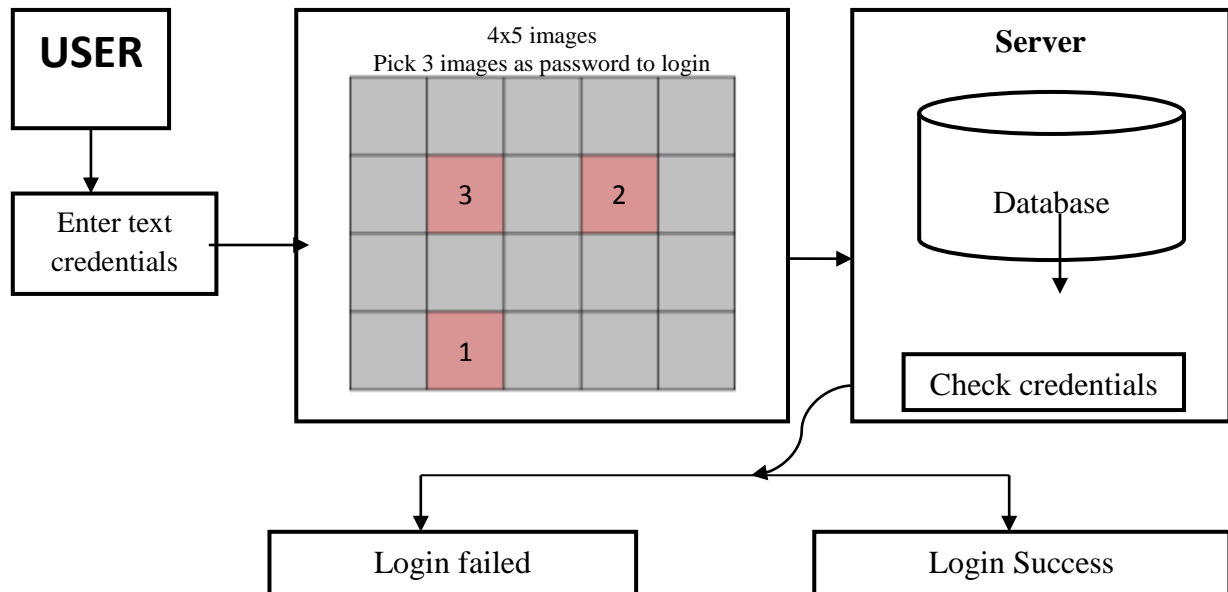 USER
Enter text
credentials
4x5 images
Pick 3 images as password to login
3
2
1
Server
Database
Check credentials
Login failed
Login Success